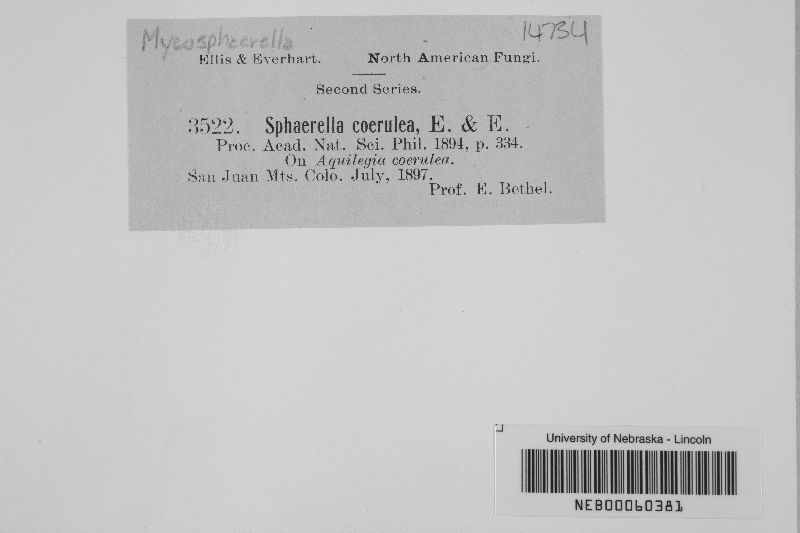 Mycosphaerella 14734
Ellis & Everhart. North American Fungi.
Second Series.
3522. Sphaerella coerulea, E. & E.
Proc. Acad. Nat. Sci. Phil. 1894, p. 334.
On Aquilegia coerulea.
San Juan Mts. Colo. July, 1897.
Prof. E. Bethel.
University of Nebraska - Lincoln
NEB00060381